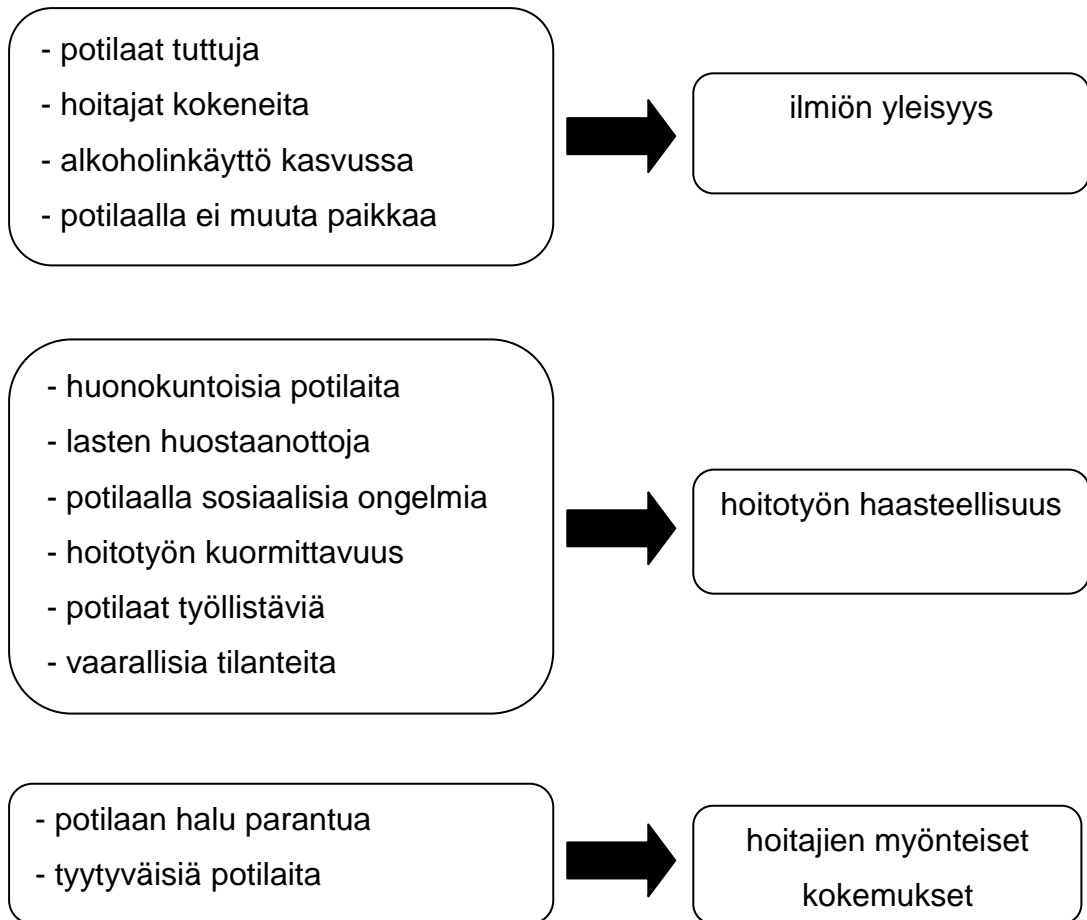 - potilaat tuttuja
- hoitajat kokeneita
- alkoholinkäyttö kasvussa
- potilaalla ei muuta paikkaa
ilmiön yleisyys
- huonokuntoisia potilaita
- lasten huostaanottoja
- potilaalla sosiaalisia ongelmia
- hoitotyön kuormittavuus
- potilaat työllistäviä
- vaarallisia tilanteita
hoitotyön haasteellisuus
- potilaan halu parantua
- tyytyväisiä potilaita
hoitajien myönteiset
kokemukset